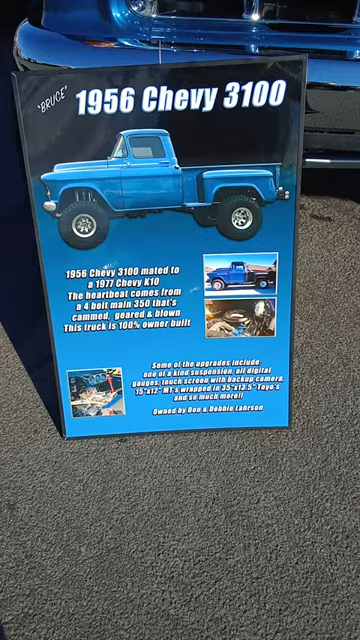 "BRUCE"
1956 Chevy 3100
1956 Chevy 3100 mated to
a 1977 Chevy K10
The heartbeat comes from
a 4 bolt main 350 that's
cammed, geared & blown
This truck is 100% owner built
Some of the upgrades include:
one of a kind suspension, all digital
gauges, touch screen with backup camera,
15"x12" MT's wrapped in 35"x13.5" Toyo's
and so much more!!
Owned by Don & Debbie Lahrson